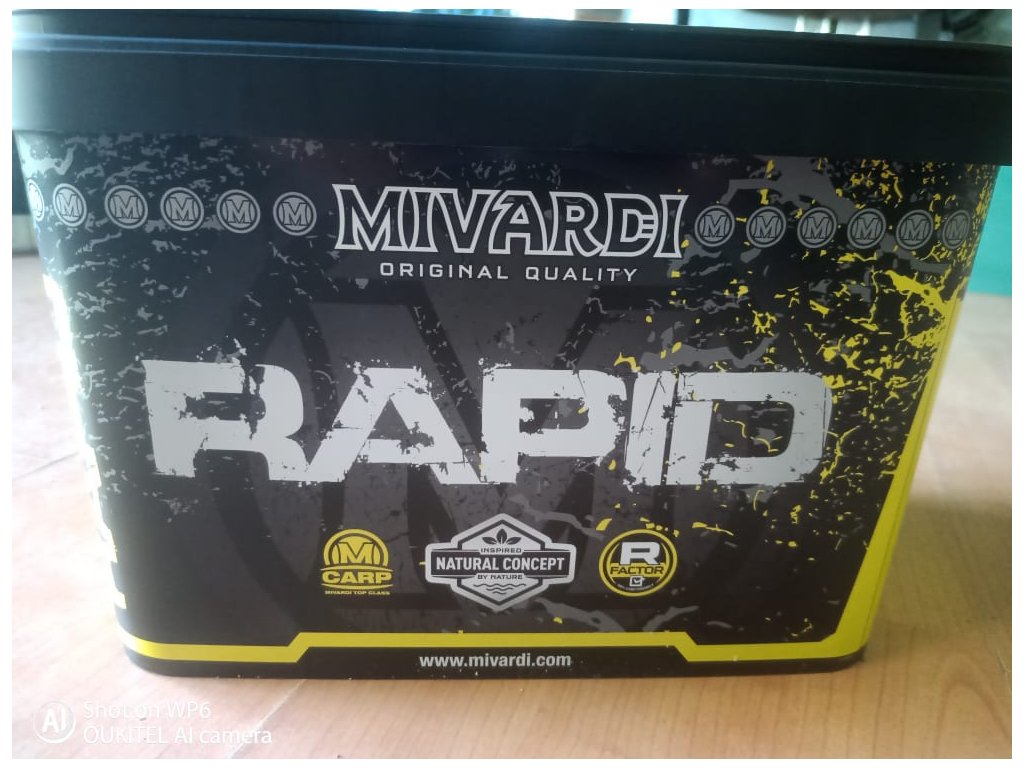 MIVARDI
ORIGINAL QUALITY
RAPID
M
CARP
MIVARDI TOP CLASS
INSPIRED
NATURAL CONCEPT
BY NATURE
R
FACTOR
www.mivardi.com
AI
Shot on WP6
OUKITEL AI camera